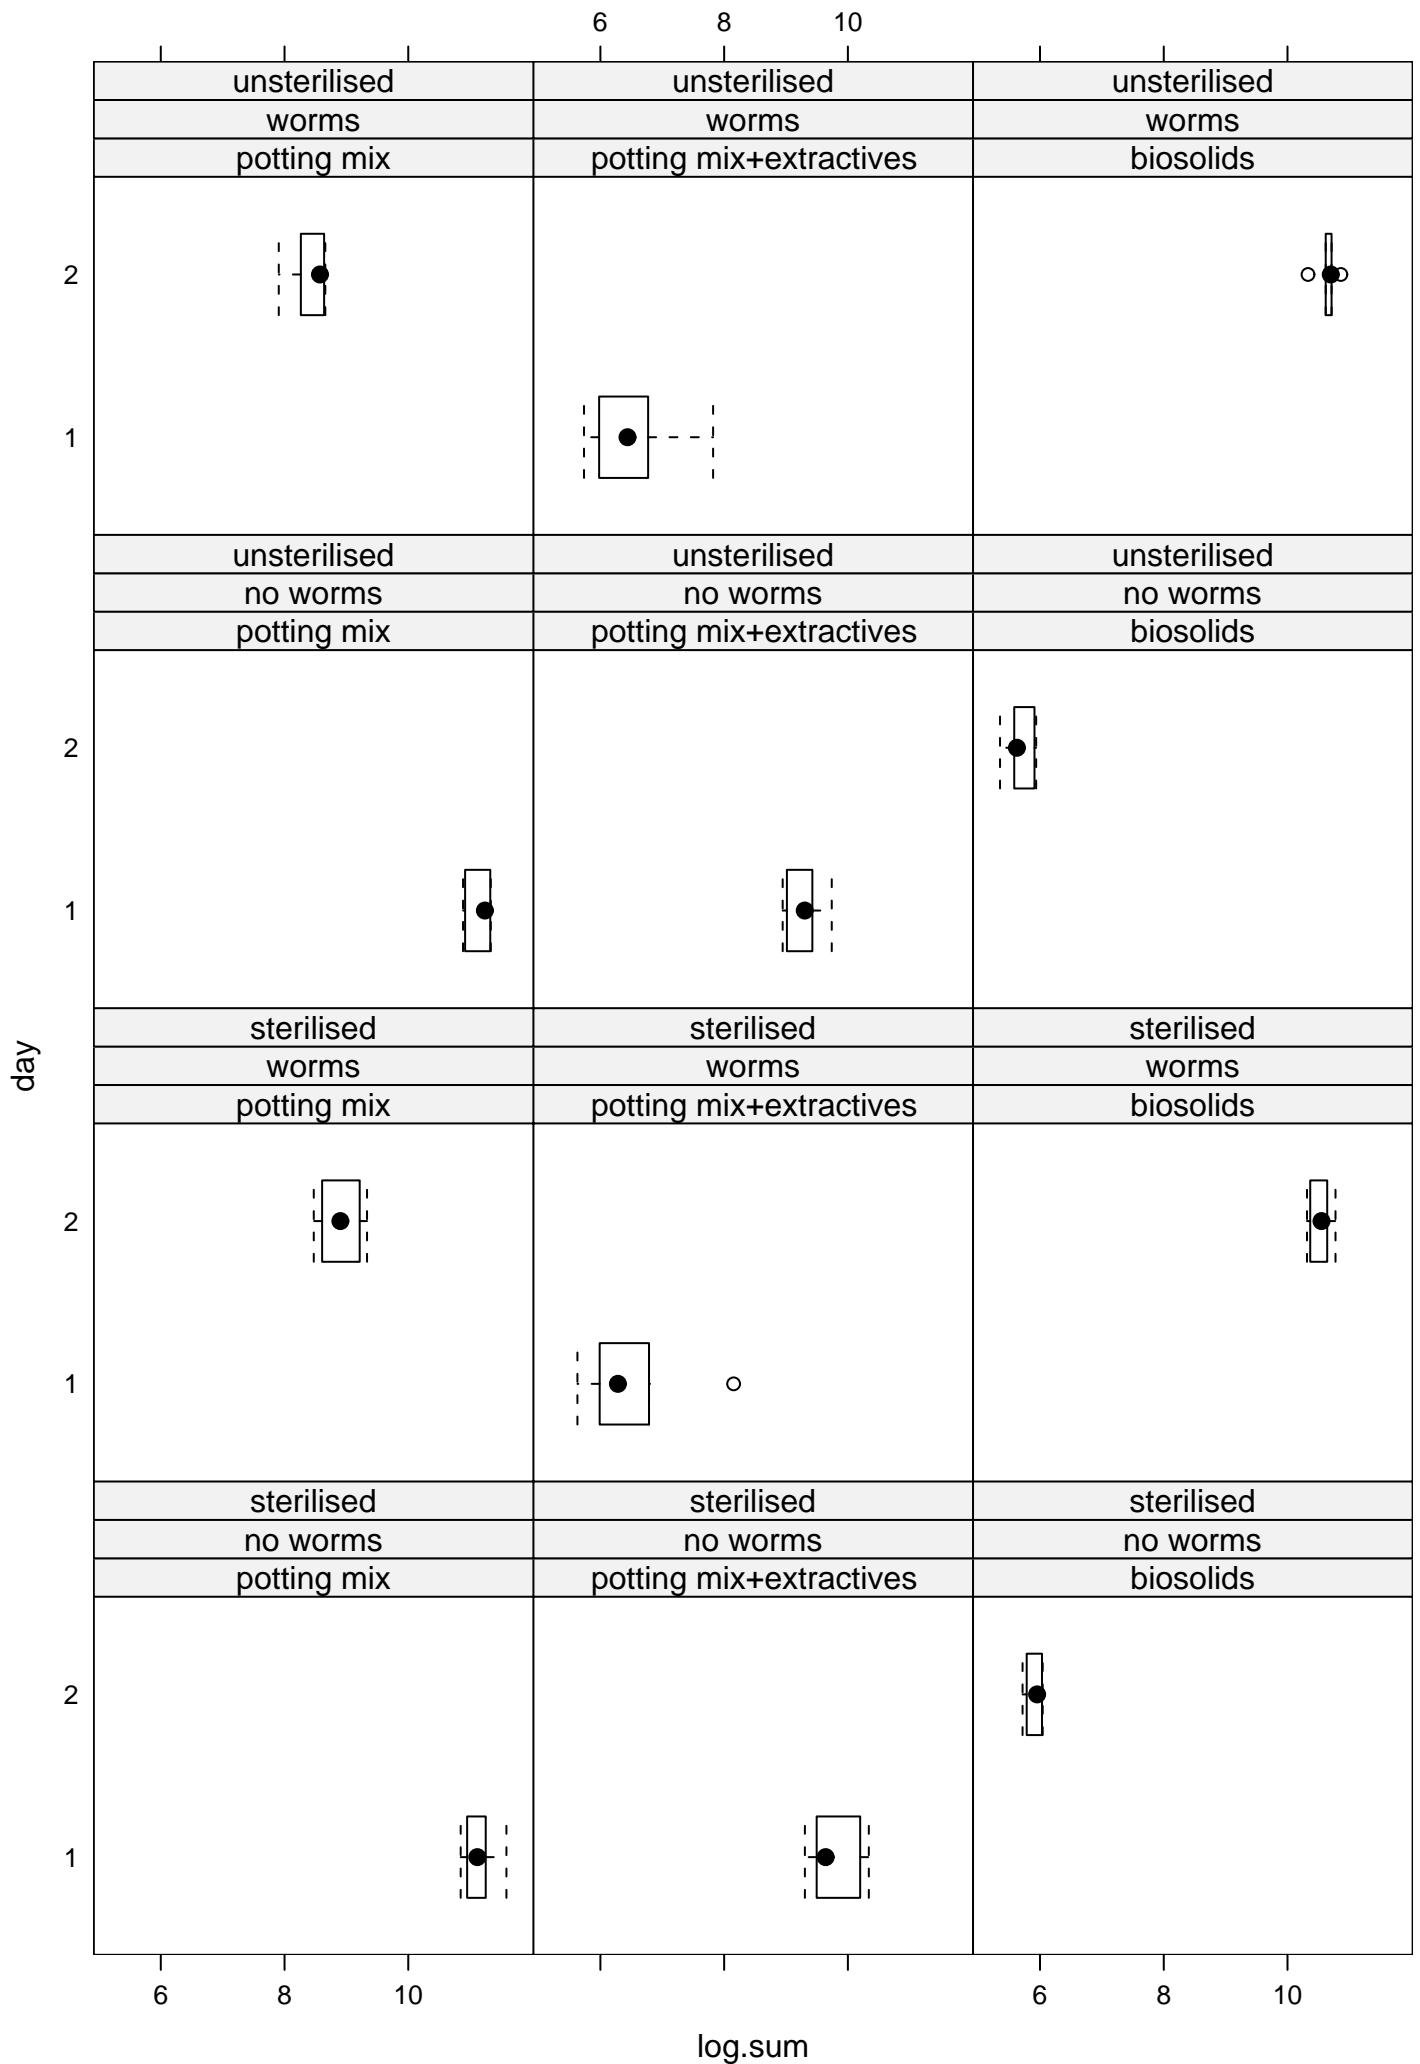 6 8 10
unsterilised unsterilised unsterilised
worms worms worms
potting mix potting mix+extractives biosolids
2
1
unsterilised unsterilised unsterilised
no worms no worms no worms
potting mix potting mix+extractives biosolids
2
1
sterilised sterilised sterilised
worms worms worms
potting mix potting mix+extractives biosolids
day
2
1
sterilised sterilised sterilised
no worms no worms no worms
potting mix potting mix+extractives biosolids
2
1
6 8 10 6 8 10
log.sum